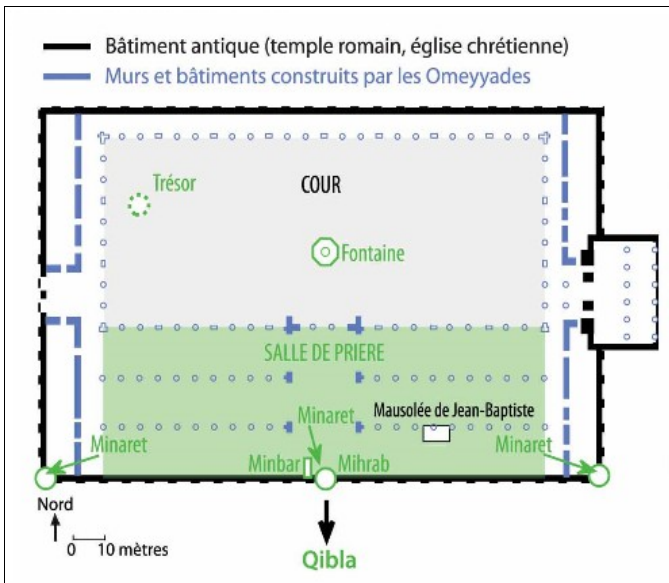 Bâtiment antique (temple romain, église chrétienne)
Murs et bâtiments construits par les Omeyyades
Trésor
COUR
Fontaine
SALLE DE PRIERE
Mausolée de Jean-Baptiste
Minaret
Minaret
Minaret
Minbar
Mihrab
Nord
0 10 mètres
Qibla